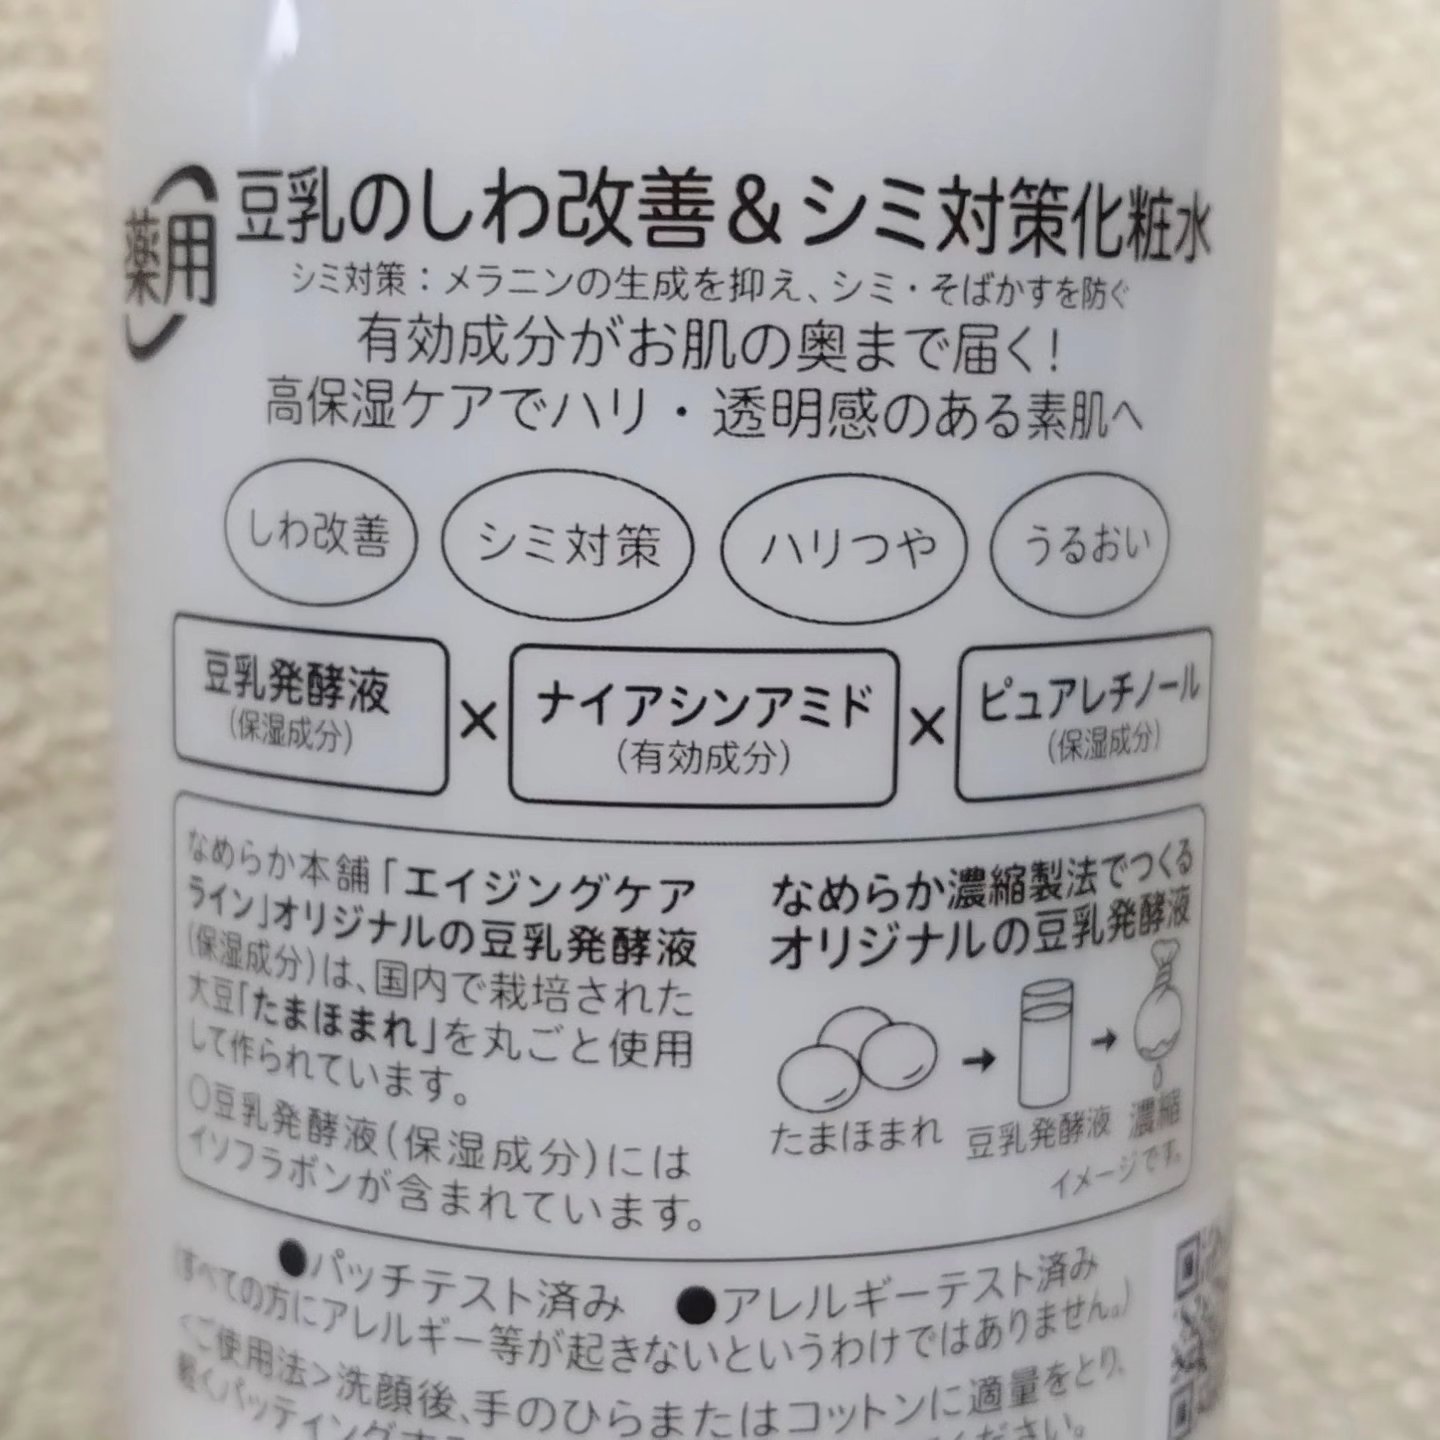 薬用
豆乳のしわ改善&シミ対策化粧水
シミ対策：メラニンの生成を抑え、シミ・そばかすを防ぐ
有効成分がお肌の奥まで届く！
高保湿ケアでハリ・透明感のある素肌へ
しわ改善 シミ対策 ハリつや うるおい
豆乳発酵液 × ナイアシンアミド × ピュアレチノール
(保湿成分) (有効成分) (保湿成分)
なめらか本舗「エイジングケア
ライン」オリジナルの豆乳発酵液
(保湿成分)は、国内で栽培された
大豆「たまほまれ」を丸ごと使用
して作られています。
○豆乳発酵液(保湿成分)には
イソフラボンが含まれています。
なめらか濃縮製法でつくる
オリジナルの豆乳発酵液
たまほまれ → 豆乳発酵液 → 濃縮
イメージです。
●パッチテスト済み ●アレルギーテスト済み
(すべての方にアレルギー等が起きないというわけではありません。)
<ご使用法>洗顔後、手のひらまたはコットンに適量をとり、
軽くパッティングする ください。